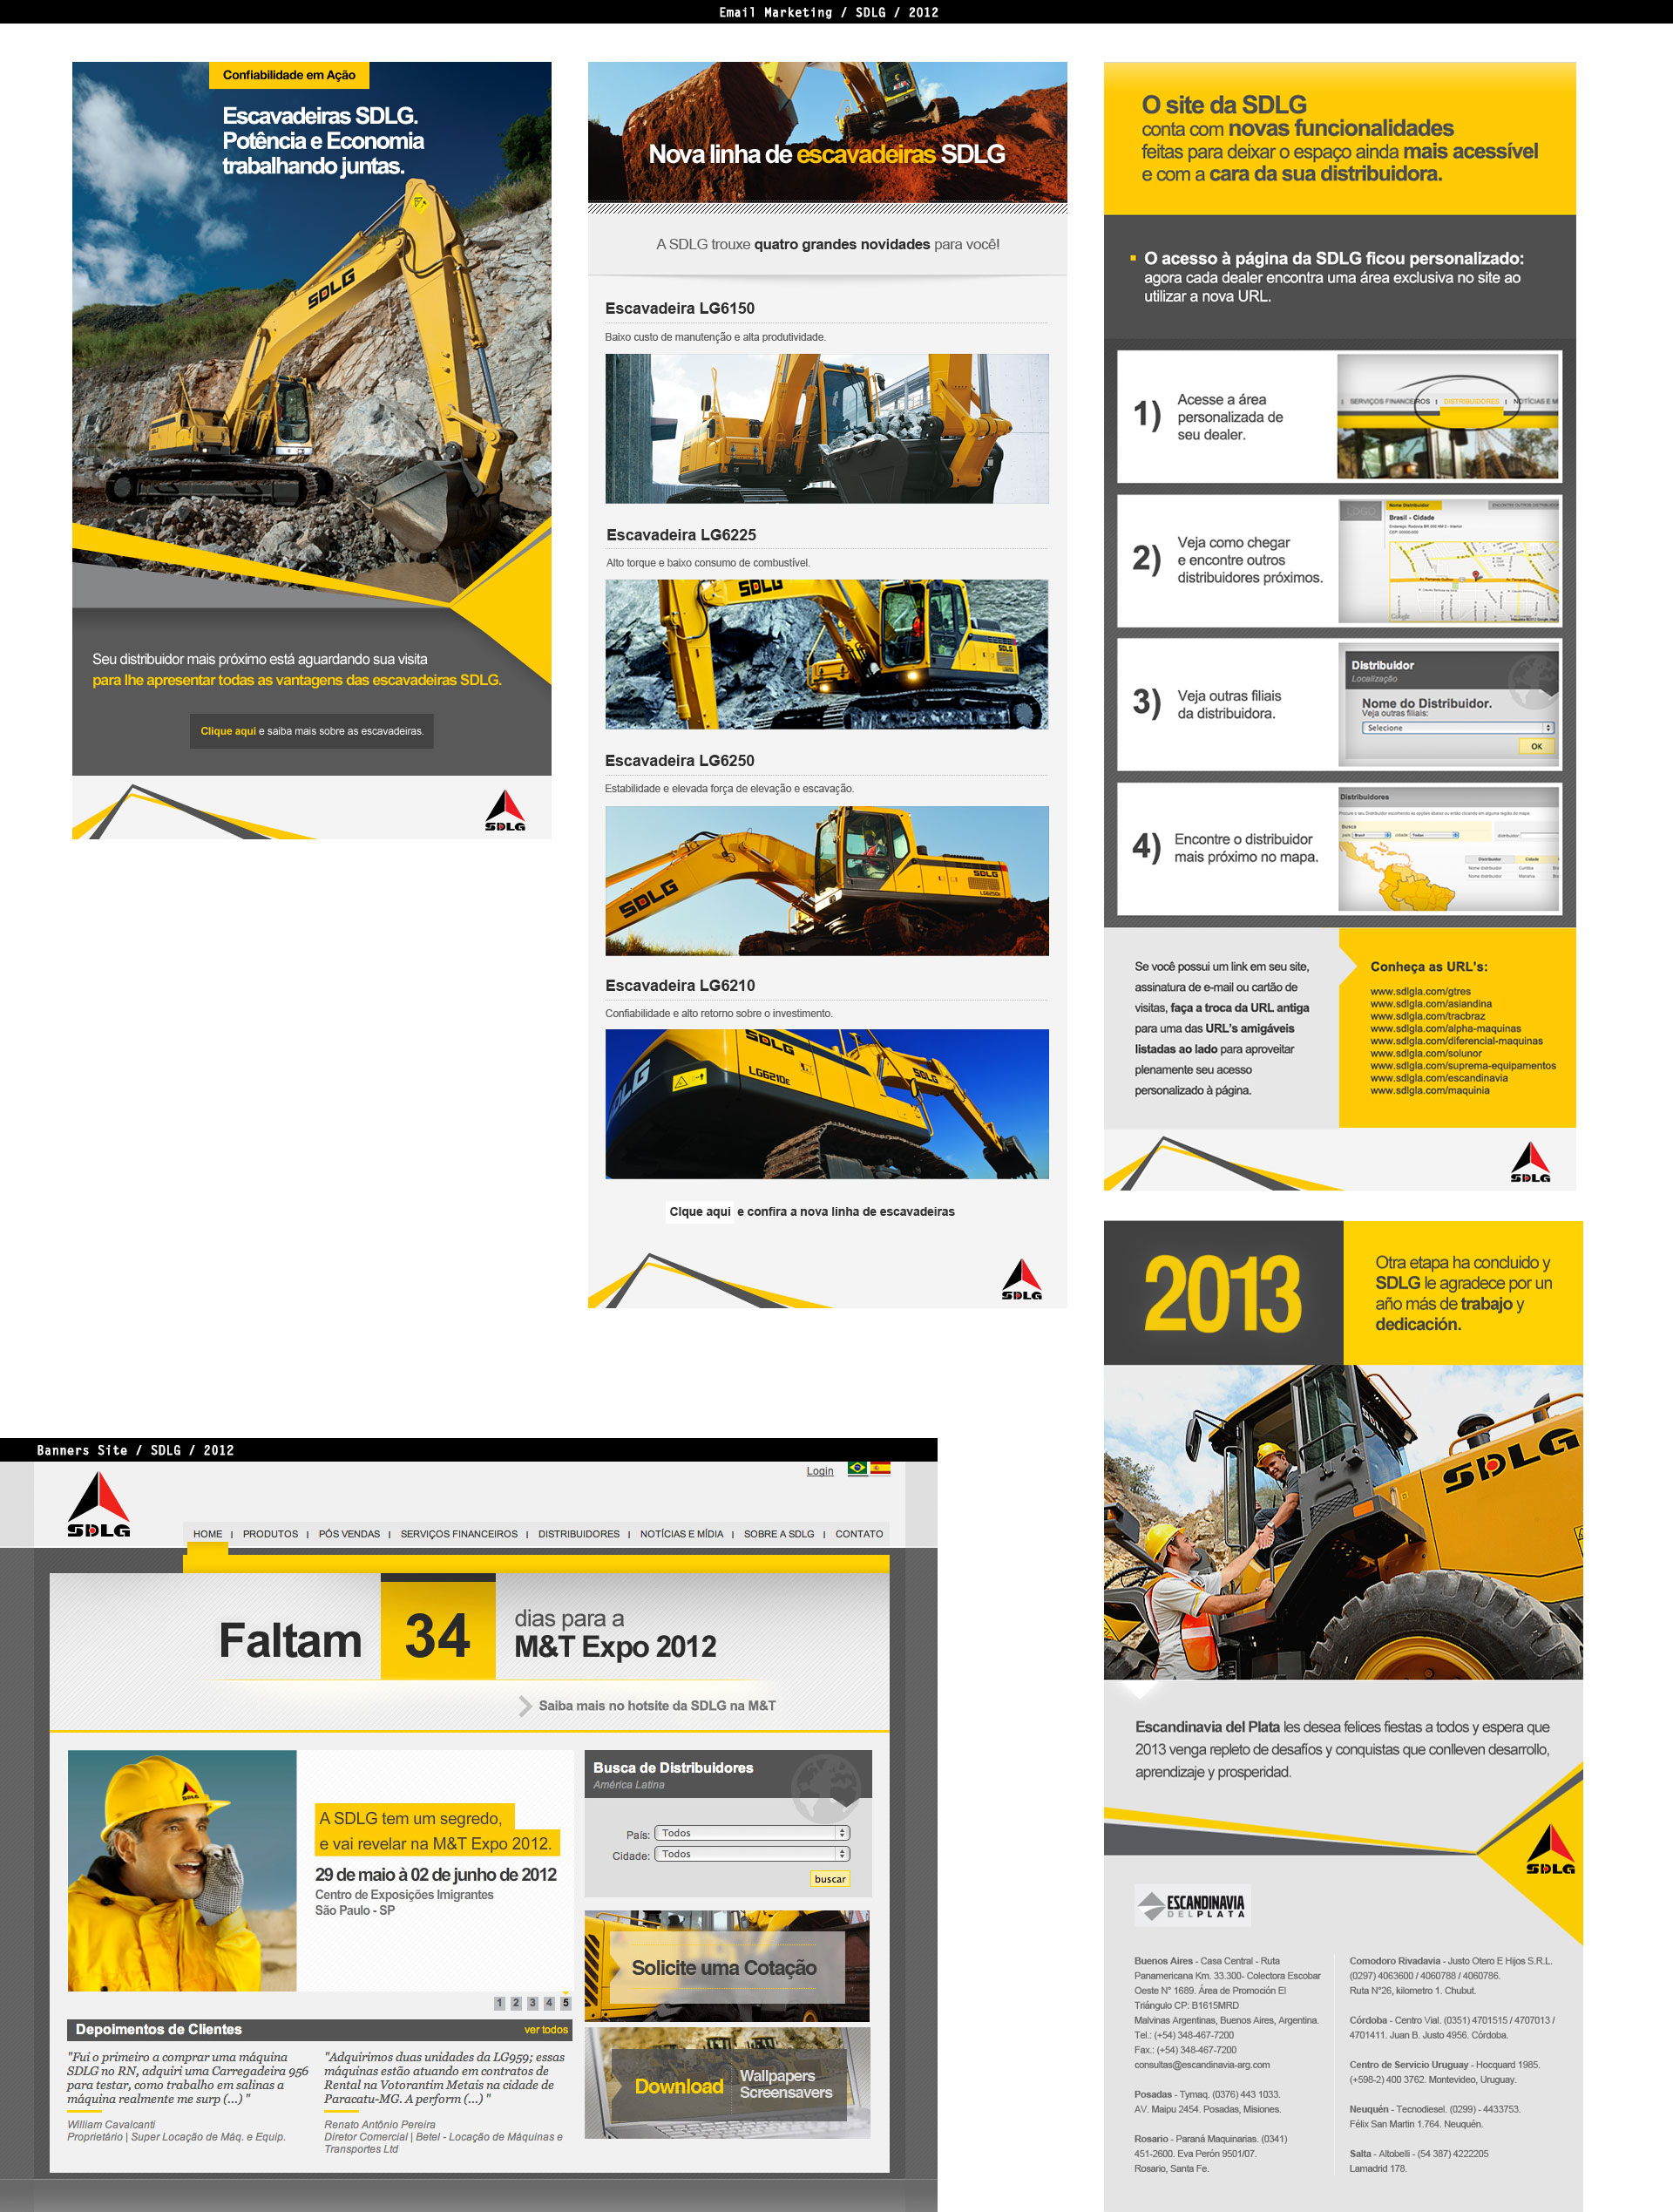 Email Marketing / SDLG / 2012
Confiabilidade em Ação
Escavadeiras SDLG.
Potência e Economia
trabalhando juntas.
SDLG
Seu distribuidor mais próximo está aguardando sua visita
para lhe apresentar todas as vantagens das escavadeiras SDLG.
Clique aqui e saiba mais sobre as escavadeiras.
SDLG
Nova linha de escavadeiras SDLG
A SDLG trouxe quatro grandes novidades para você!
Escavadeira LG6150
Baixo custo de manutenção e alta produtividade.
Escavadeira LG6225
Alto torque e baixo consumo de combustível.
SDLG
SDLG
Escavadeira LG6250
Estabilidade e elevada força de elevação e escavação.
SDLG
SDLG
Escavadeira LG6210
Confiabilidade e alto retorno sobre o investimento.
SDLG
SDLG
LG6210E
SDLG
Clque aqui e confira a nova linha de escavadeiras
SDLG
O site da SDLG
conta com novas funcionalidades
feitas para deixar o espaço ainda mais acessível
e com a cara da sua distribuidora.
O acesso à página da SDLG ficou personalizado:
agora cada dealer encontra uma área exclusiva no site ao
utilizar a nova URL.
1) Acesse a área
personalizada de
seu dealer.
SERVIÇOS FINANCEIROS | DISTRIBUIDORES | NOTÍCIAS E M
2) Veja como chegar
e encontre outros
distribuidores próximos.
LOGO
Nome Distribuidor
ENCONTRE OUTROS DISTRIBUIDOR
Brasil - Cidade
Google
3) Veja outras filiais
da distribuidora.
Distribuidor
Localização
Nome do Distribuidor.
Veja outras filiais:
Selecione
OK
4) Encontre o distribuidor
mais próximo no mapa.
Distribuidores
Busca
Brasil
Todas
Distribuidor
Cidade
Nome distribuidor
Curitiba
Nome distribuidor
Mariana
Se você possui um link em seu site,
assinatura de e-mail ou cartão de
visitas, faça a troca da URL antiga
para uma das URL's amigáveis
listadas ao lado para aproveitar
plenamente seu acesso
personalizado à página.
Conheça as URL's:
www.sdlgla.com/gtres
www.sdlgla.com/asiandina
www.sdlgla.com/tracbraz
www.sdlgla.com/alpha-maquinas
www.sdlgla.com/diferencial-maquinas
www.sdlgla.com/solunor
www.sdlgla.com/suprema-equipamentos
www.sdlgla.com/escandinavia
www.sdlgla.com/maquinia
SDLG
2013
Otra etapa ha concluido y
SDLG le agradece por un
año más de trabajo y
dedicación.
SDLG
SDLG
Escandinavia del Plata les desea felices fiestas a todos y espera que
2013 venga repleto de desafíos y conquistas que conlleven desarrollo,
aprendizaje y prosperidad.
SDLG
ESCANDINAVIA
DELPLATA
Buenos Aires - Casa Central - Ruta
Panamericana Km. 33.300- Colectora Escobar
Oeste N° 1689. Área de Promoción El
Triángulo CP: B1615MRD
Malvinas Argentinas, Buenos Aires, Argentina.
Tel.: (+54) 348-467-7200
Fax.: (+54) 348-467-7200
consultas@escandinavia-arg.com
Posadas - Tymaq. (0376) 443 1033.
AV. Maipu 2454. Posadas, Misiones.
Rosario - Paraná Maquinarias. (0341)
451-2600. Eva Perón 9501/07.
Rosario, Santa Fe.
Comodoro Rivadavia - Justo Otero E Hijos S.R.L.
(0297) 4063600 / 4060788 / 4060786.
Ruta N°26, kilometro 1. Chubut.
Córdoba - Centro Vial. (0351) 4701515 / 4707013 /
4701411. Juan B. Justo 4956. Córdoba.
Centro de Servicio Uruguay - Hocquard 1985.
(+598-2) 400 3762. Montevideo, Uruguay.
Neuquén - Tecnodiesel. (0299) - 4433753.
Félix San Martin 1.764. Neuquén.
Salta - Altobelli - (54 387) 4222205
Lamadrid 178.
Banners Site / SDLG / 2012
SDLG
Login
HOME | PRODUTOS | PÓS VENDAS | SERVIÇOS FINANCEIROS | DISTRIBUIDORES | NOTÍCIAS E MÍDIA | SOBRE A SDLG | CONTATO
Faltam 34 dias para a
M&T Expo 2012
Saiba mais no hotsite da SDLG na M&T
A SDLG tem um segredo,
e vai revelar na M&T Expo 2012.
29 de maio à 02 de junho de 2012
Centro de Exposições Imigrantes
São Paulo - SP
1 2 3 4 5
Busca de Distribuidores
América Latina
País: Todos
Cidade: Todos
buscar
Solicite uma Cotação
Download
Wallpapers
Screensavers
Depoimentos de Clientes
ver todos
"Fui o primeiro a comprar uma máquina
SDLG no RN, adquiri uma Carregadeira 956
para testar, como trabalho em salinas a
máquina realmente me surp (...) "
William Cavalcanti
Proprietário | Super Locação de Máq. e Equip.
"Adquirimos duas unidades da LG959; essas
máquinas estão atuando em contratos de
Rental na Votorantim Metais na cidade de
Paracatu-MG. A perform (...) "
Renato Antônio Pereira
Diretor Comercial | Betel - Locação de Máquinas e
Transportes Ltd